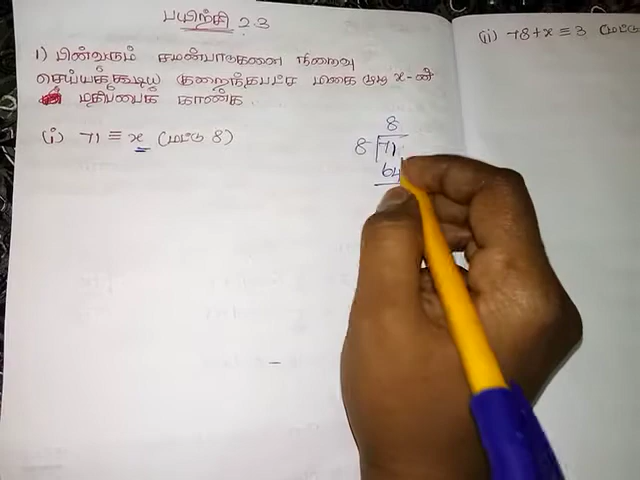 பயிற்சி 2.3
1) பின்வரும் சமன்பாடுகளை நிறைவு
செய்யக்கூடிய குறைந்தபட்ச மிகை முழு x-ன்
மதிப்பைக் காண்க.
(i) 71 ≡ x (மட்டு 8)
8
8 71
64
(ii) 78+x ≡ 3 (மட்டு